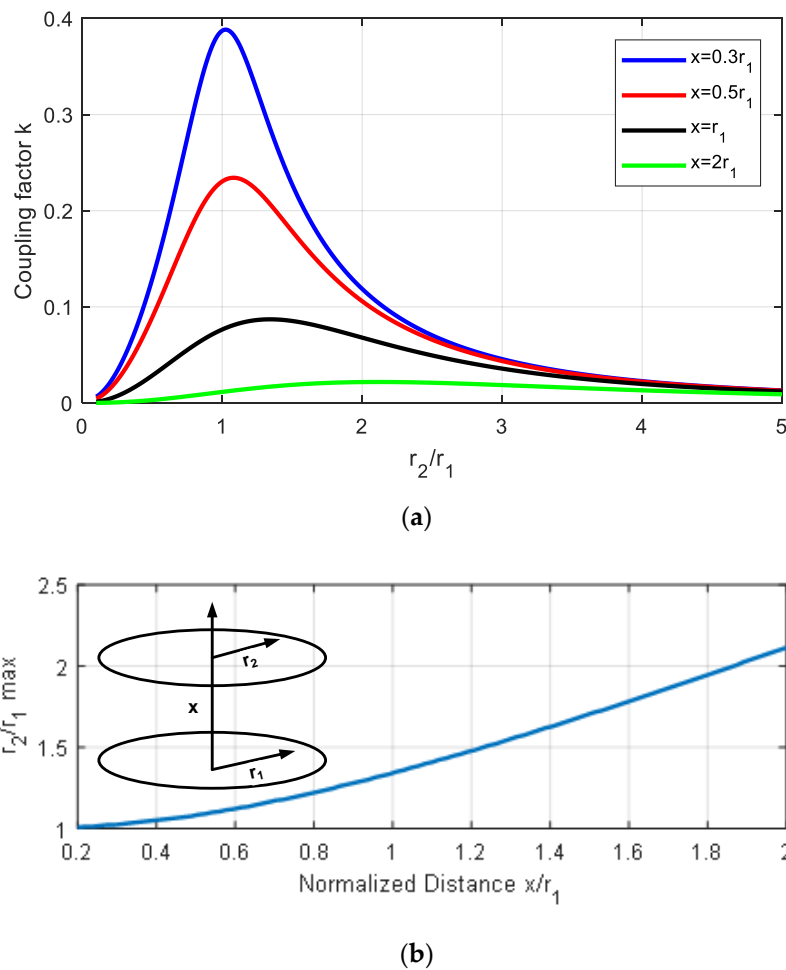 0.4
0.3
0.2
0.1
0
Coupling factor k
x=0.3r1
x=0.5r1
x=r1
x=2r1
0 1 2 3 4 5
r2/r1
(a)
2.5
2
1.5
1
r2/r1 max
r2
x
r1
0.2 0.4 0.6 0.8 1 1.2 1.4 1.6 1.8 2
Normalized Distance x/r1
(b)